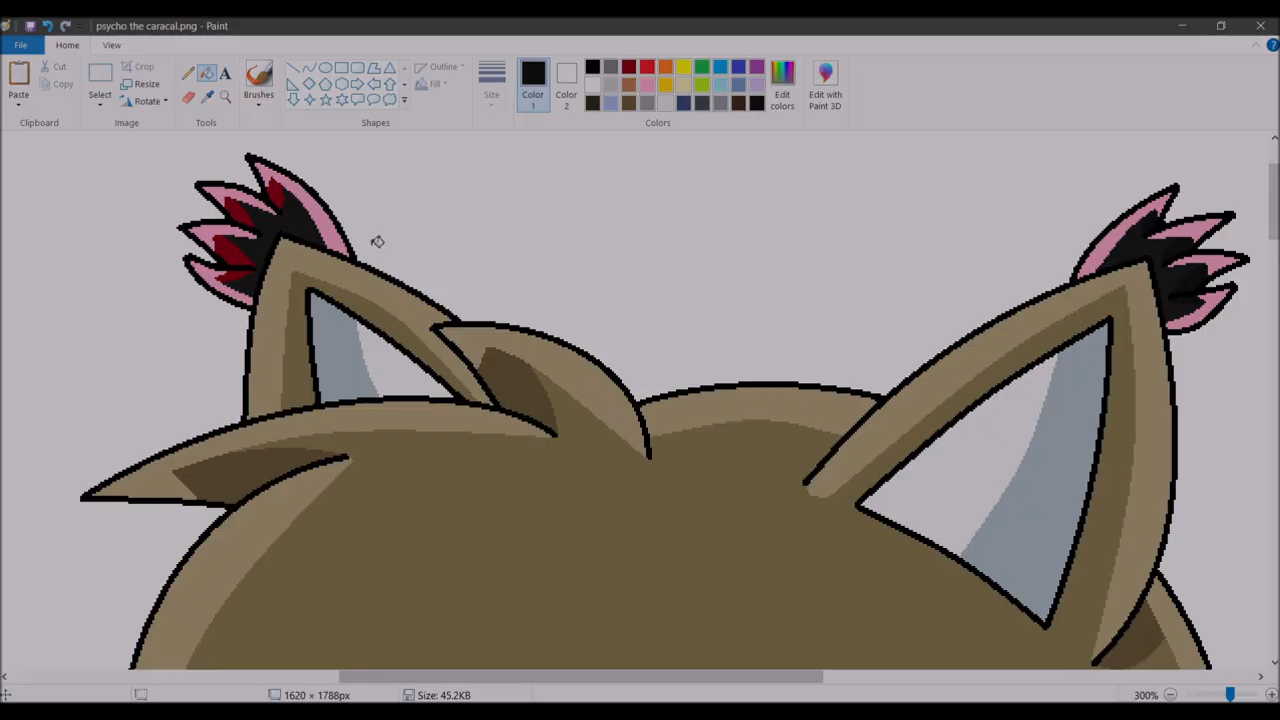 psycho the caracal.png - Paint
File Home View
Cut
Copy
Paste
Clipboard
Crop
Resize
Rotate
Select
Image
A
Tools
Brushes
Outline
Fill
Shapes
Size
Color 1
Color 2
Edit colors
Colors
Edit with Paint 3D
1620 × 1788px
Size: 45.2KB
300%